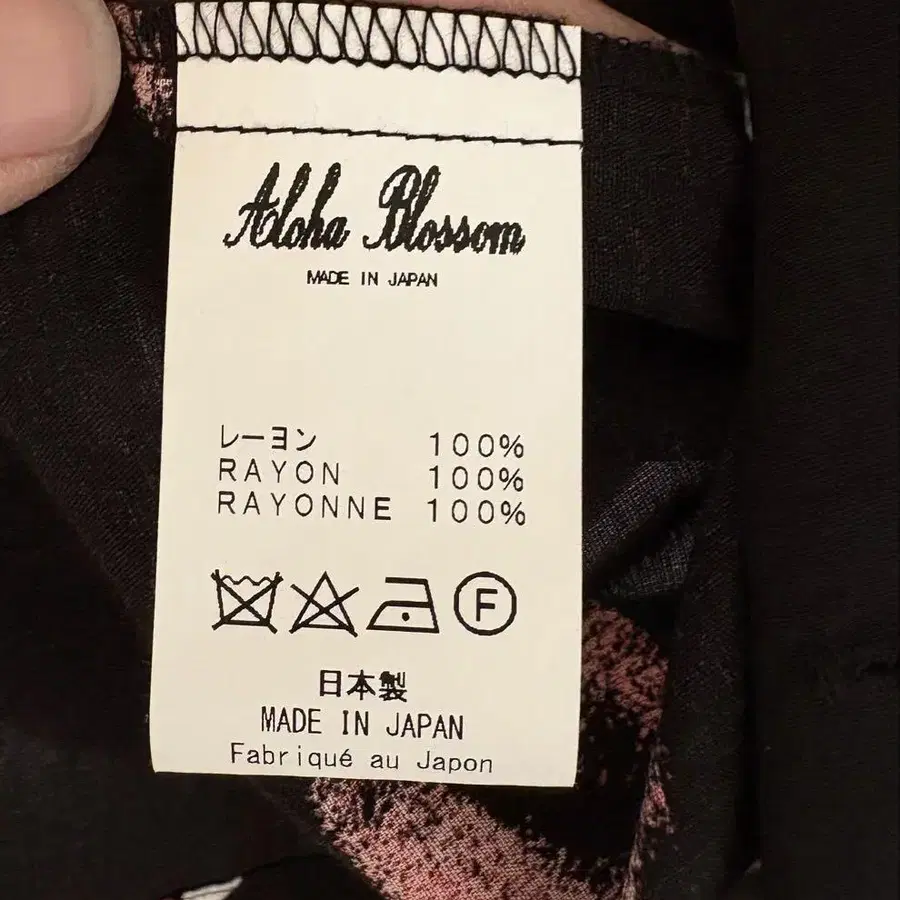 Aloha Blossom
MADE IN JAPAN
レーヨン 100%
RAYON 100%
RAYONNE 100%
F
日本製
MADE IN JAPAN
Fabriqué au Japon